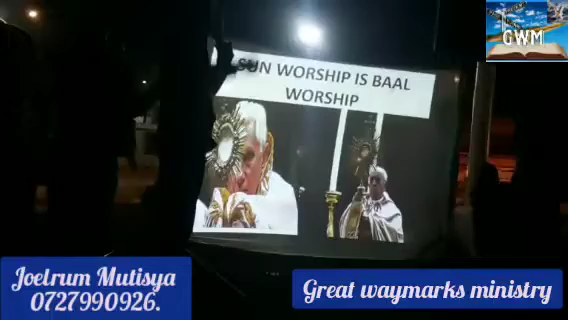 GWM
SUN WORSHIP IS BAAL
WORSHIP
Joelrum Mutisya
0727990926.
Great waymarks ministry